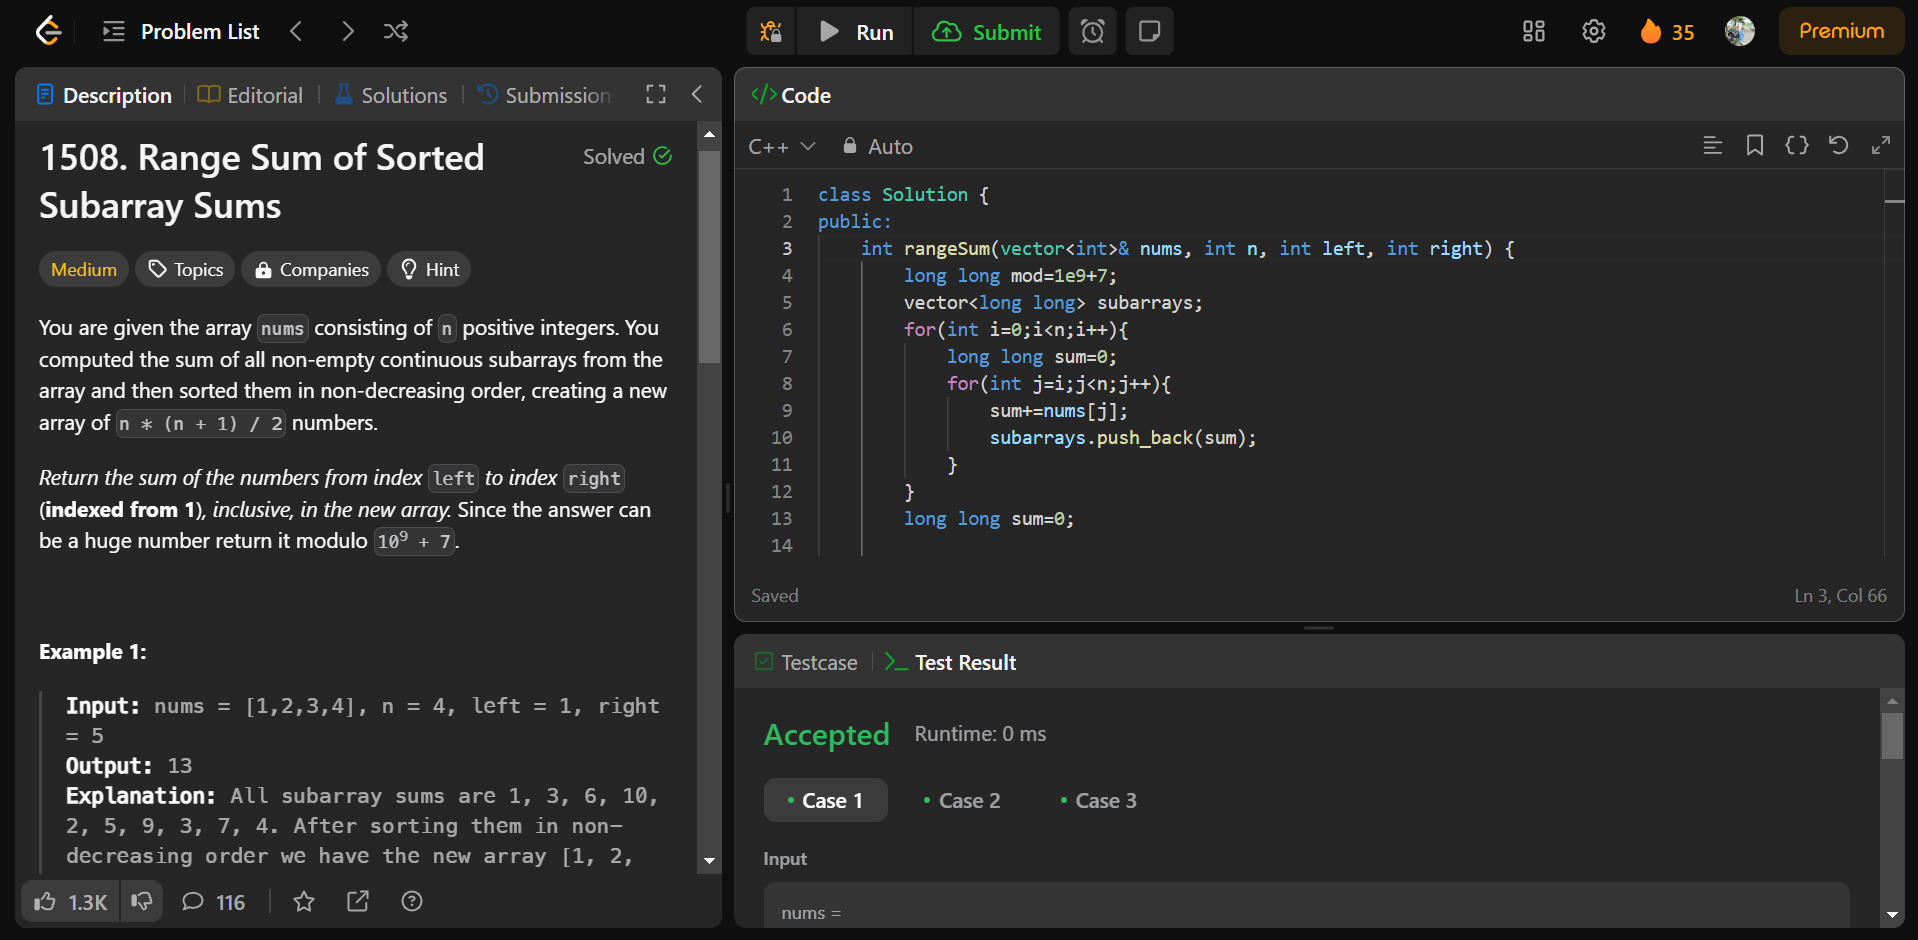 Problem List
Run
Submit
35
Premium
Description
Editorial
Solutions
Submission
1508. Range Sum of Sorted
Subarray Sums
Solved
Medium
Topics
Companies
Hint
You are given the array nums consisting of n positive integers. You
computed the sum of all non-empty continuous subarrays from the
array and then sorted them in non-decreasing order, creating a new
array of n * (n + 1) / 2 numbers.
Return the sum of the numbers from index left to index right
(indexed from 1), inclusive, in the new array. Since the answer can
be a huge number return it modulo 10⁹ + 7.
Example 1:
Input: nums = [1,2,3,4], n = 4, left = 1, right
= 5
Output: 13
Explanation: All subarray sums are 1, 3, 6, 10,
2, 5, 9, 3, 7, 4. After sorting them in non-
decreasing order we have the new array [1, 2,
1.3K
116
</> Code
C++
Auto
1 class Solution {
2 public:
3 int rangeSum(vector<int>& nums, int n, int left, int right) {
4 long long mod=1e9+7;
5 vector<long long> subarrays;
6 for(int i=0;i<n;i++){
7 long long sum=0;
8 for(int j=i;j<n;j++){
9 sum+=nums[j];
10 subarrays.push_back(sum);
11 }
12 }
13 long long sum=0;
14
Saved
Ln 3, Col 66
Testcase
Test Result
Accepted
Runtime: 0 ms
Case 1
Case 2
Case 3
Input
nums =